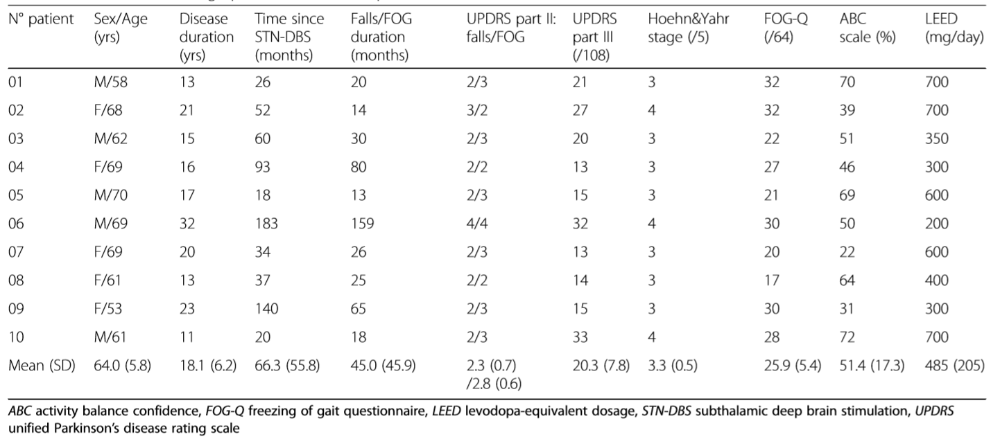 N° patient Sex/Age (yrs) Disease duration (yrs) Time since STN-DBS (months) Falls/FOG duration (months) UPDRS part II: falls/FOG UPDRS part III (/108) Hoehn&Yahr stage (/5) FOG-Q (/64) ABC scale (%) LEED (mg/day)
01 M/58 13 26 20 2/3 21 3 32 70 700
02 F/68 21 52 14 3/2 27 4 32 39 700
03 M/62 15 60 30 2/3 20 3 22 51 350
04 F/69 16 93 80 2/2 13 3 27 46 300
05 M/70 17 18 13 2/3 15 3 21 69 600
06 M/69 32 183 159 4/4 32 4 30 50 200
07 F/69 20 34 26 2/3 13 3 20 22 600
08 F/61 13 37 25 2/2 14 3 17 64 400
09 F/53 23 140 65 2/3 15 3 30 31 300
10 M/61 11 20 18 2/3 33 4 28 72 700
Mean (SD) 64.0 (5.8) 18.1 (6.2) 66.3 (55.8) 45.0 (45.9) 2.3 (0.7) /2.8 (0.6) 20.3 (7.8) 3.3 (0.5) 25.9 (5.4) 51.4 (17.3) 485 (205)
ABC activity balance confidence, FOG-Q freezing of gait questionnaire, LEED levodopa-equivalent dosage, STN-DBS subthalamic deep brain stimulation, UPDRS
unified Parkinson's disease rating scale